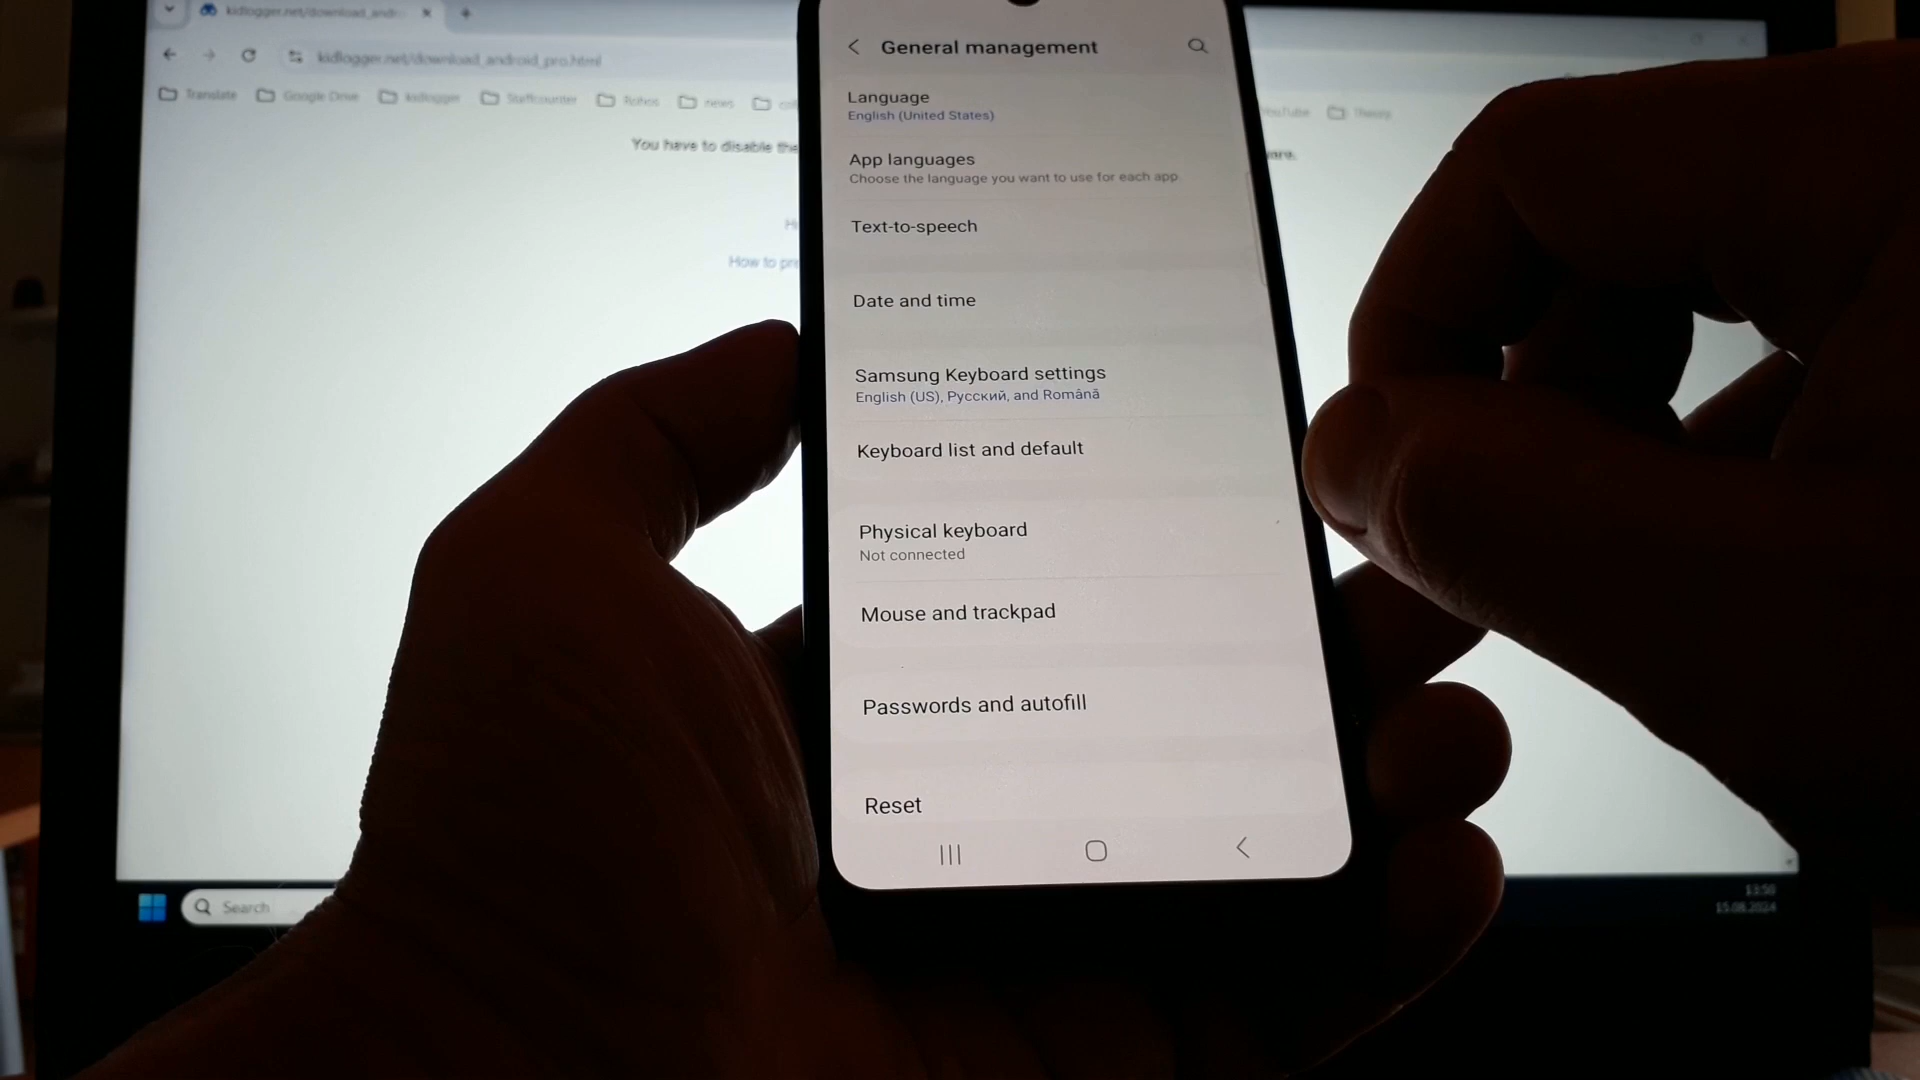 kidlogger.net/download_andr
kidlogger.net/download_android_pro.html
Translate
Google Drive
kidlogger
Staffcounter
Rohos
news
YouTube
Theory
You have to disable the
How to pre
General management
Language
English (United States)
App languages
Choose the language you want to use for each app
Text-to-speech
Date and time
Samsung Keyboard settings
English (US), Русский, and Română
Keyboard list and default
Physical keyboard
Not connected
Mouse and trackpad
Passwords and autofill
Reset
Search
13:50
15.08.2024